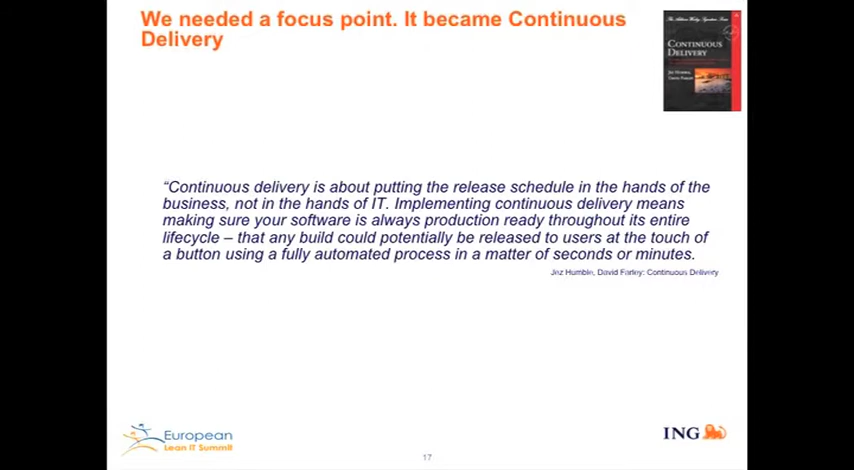 We needed a focus point. It became Continuous
Delivery
CONTINUOUS
DELIVERY
“Continuous delivery is about putting the release schedule in the hands of the
business, not in the hands of IT. Implementing continuous delivery means
making sure your software is always production ready throughout its entire
lifecycle – that any build could potentially be released to users at the touch of
a button using a fully automated process in a matter of seconds or minutes.
Jez Humble, David Farley: Continuous Delivery
European
Lean IT Summit
17
ING